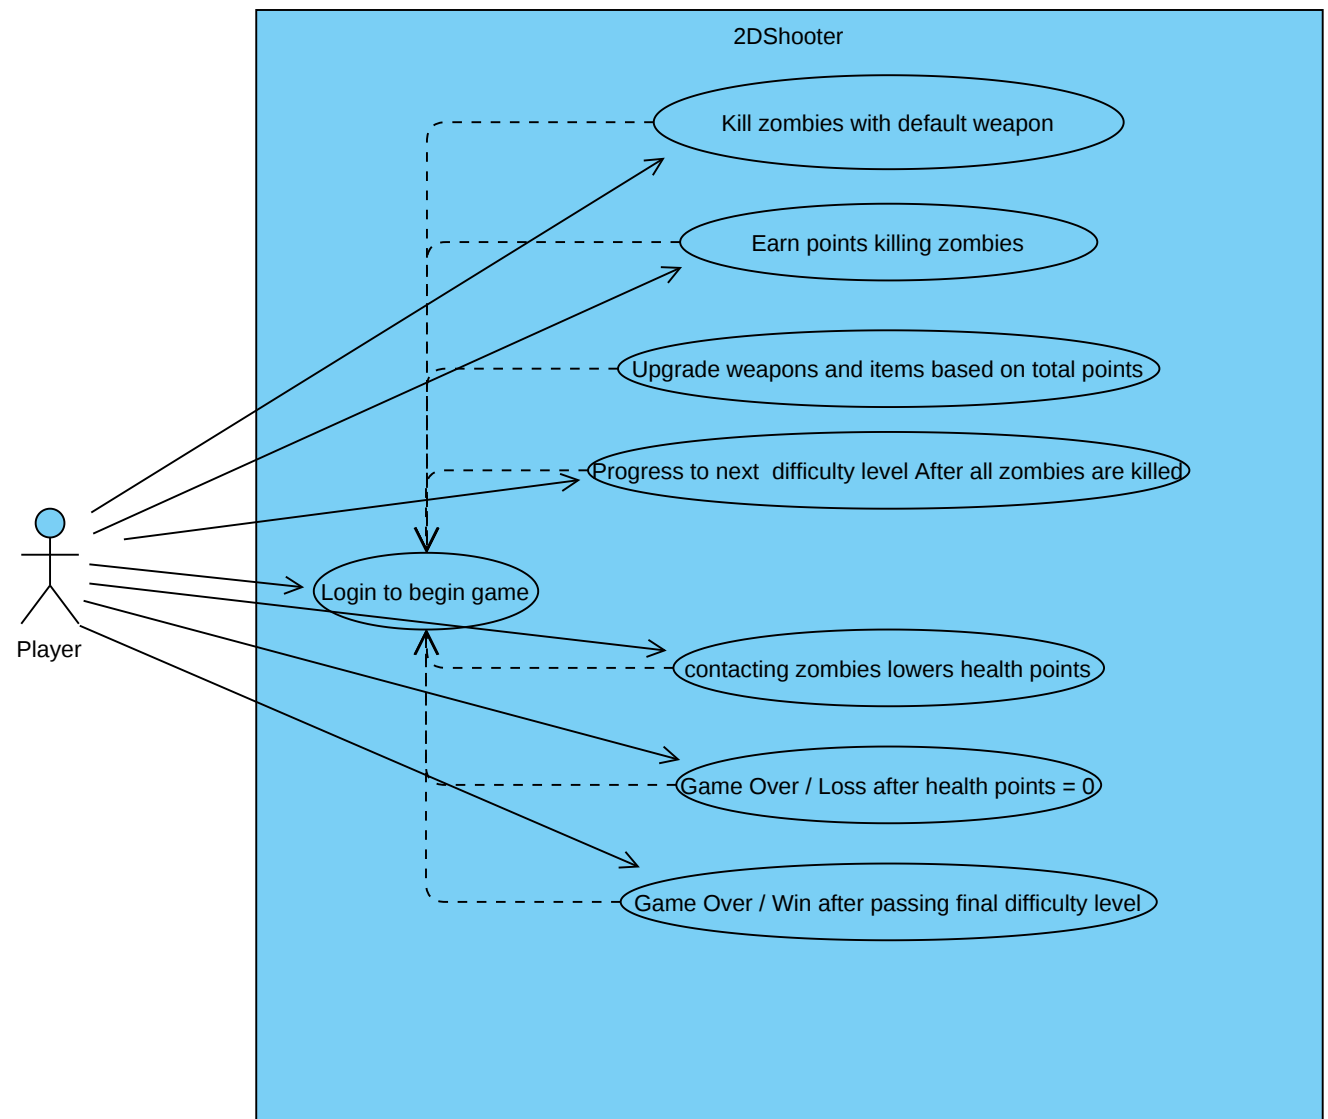 2DShooter
Kill zombies with default weapon
Earn points killing zombies
Upgrade weapons and items based on total points
Progress to next  difficulty level After all zombies are killed
Login to begin game
Player
contacting zombies lowers health points
Game Over / Loss after health points = 0
Game Over / Win after passing final difficulty level